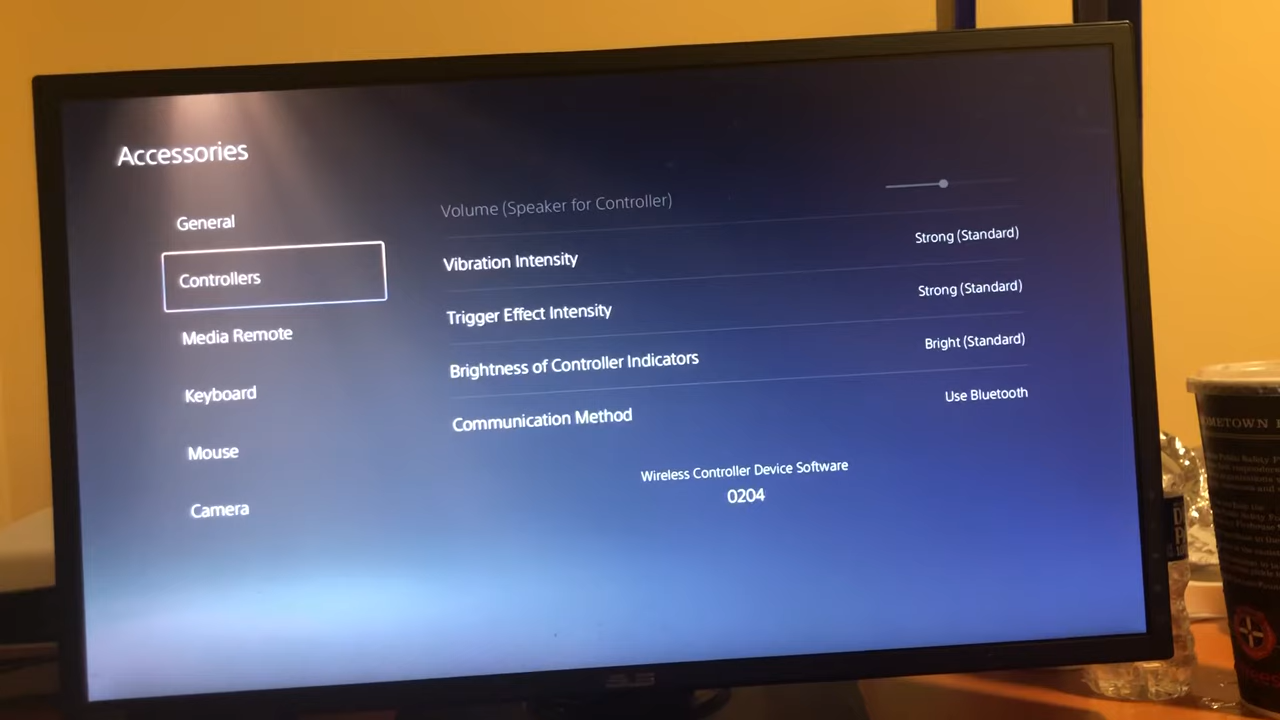 Accessories
General
Controllers
Media Remote
Keyboard
Mouse
Camera
Volume (Speaker for Controller)
Vibration Intensity
Strong (Standard)
Trigger Effect Intensity
Strong (Standard)
Brightness of Controller Indicators
Bright (Standard)
Communication Method
Use Bluetooth
Wireless Controller Device Software
0204
ASUS